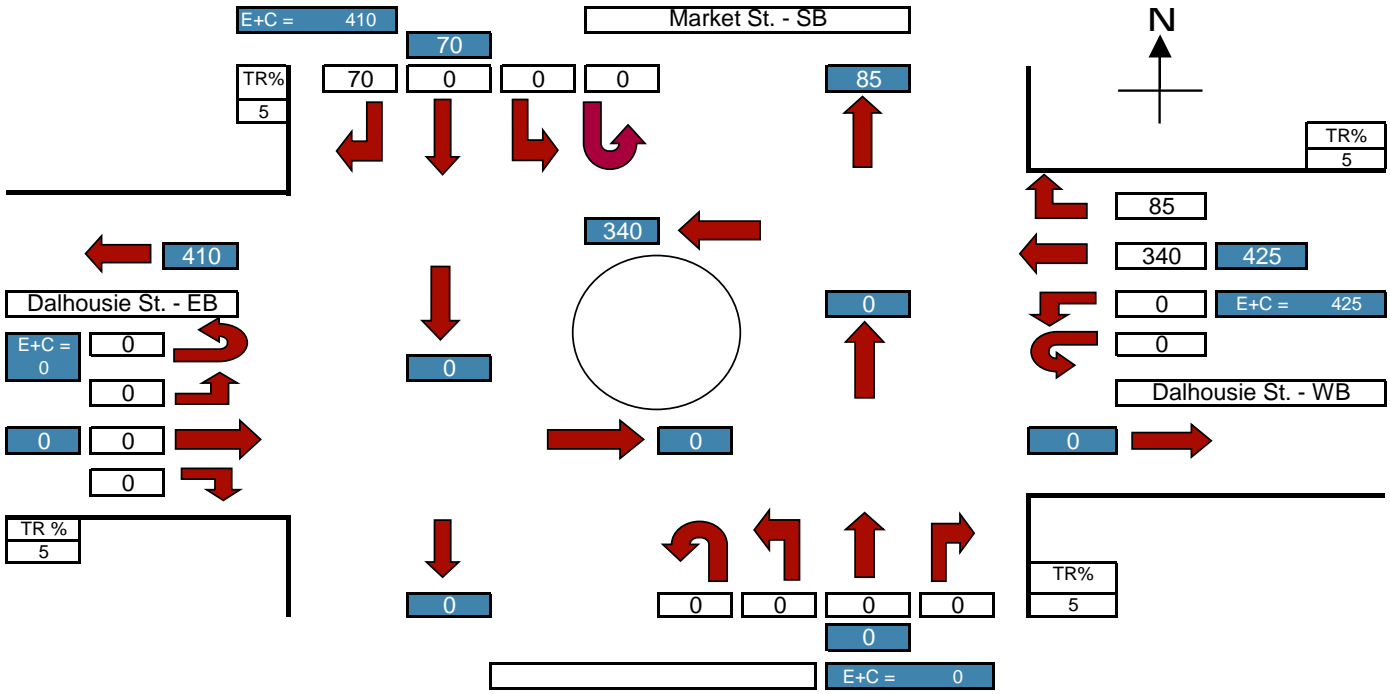 E+C = 410
Market St. - SB
N
70
TR%
70 0 0 0
85
5
TR%
5
85
340
410
340 425
Dalhousie St. - EB
0
0 E+C = 425
E+C =
0
0
0
0
0
Dalhousie St. - WB
0 0
0
0
0
TR %
5
TR%
0
0 0 0 0
5
0
E+C = 0